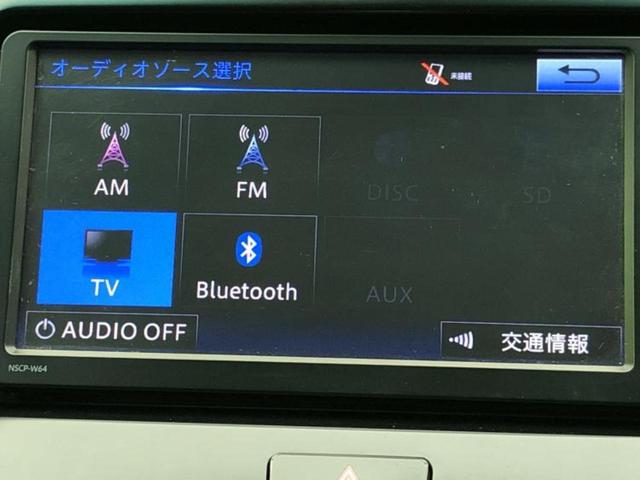 オーディオソース選択
未接続
AM
FM
DISC
SD
TV
Bluetooth
AUX
AUDIO OFF
交通情報
NSCP-W64